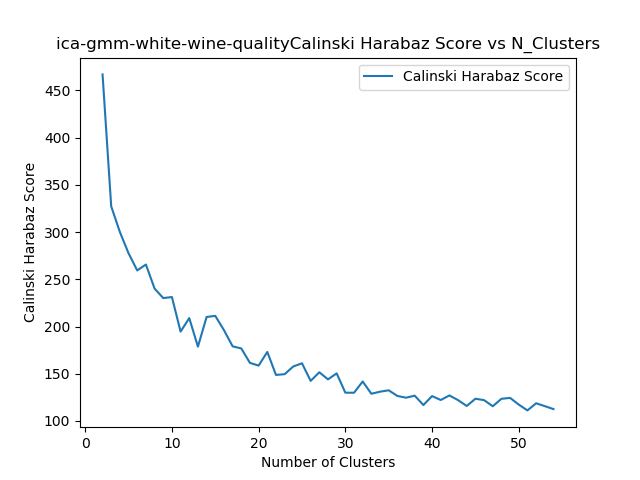 ica-gmm-white-wine-qualityCalinski Harabaz Score vs N_Clusters
Calinski Harabaz Score
450
400
350
300
250
200
150
100
Calinski Harabaz Score
0 10 20 30 40 50
Number of Clusters